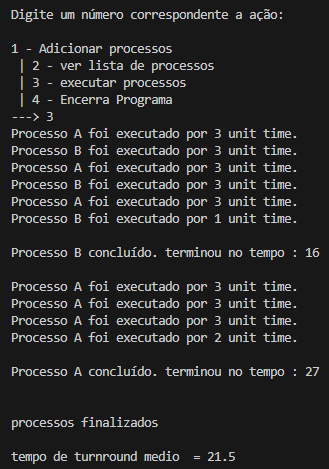 Digite um número correspondente a ação:
1 - Adicionar processos
| 2 - ver lista de processos
| 3 - executar processos
| 4 - Encerra Programa
---> 3
Processo A foi executado por 3 unit time.
Processo B foi executado por 3 unit time.
Processo A foi executado por 3 unit time.
Processo B foi executado por 3 unit time.
Processo A foi executado por 3 unit time.
Processo B foi executado por 1 unit time.
Processo B concluído. terminou no tempo : 16
Processo A foi executado por 3 unit time.
Processo A foi executado por 3 unit time.
Processo A foi executado por 3 unit time.
Processo A foi executado por 2 unit time.
Processo A concluído. terminou no tempo : 27
processos finalizados
tempo de turnround medio  = 21.5